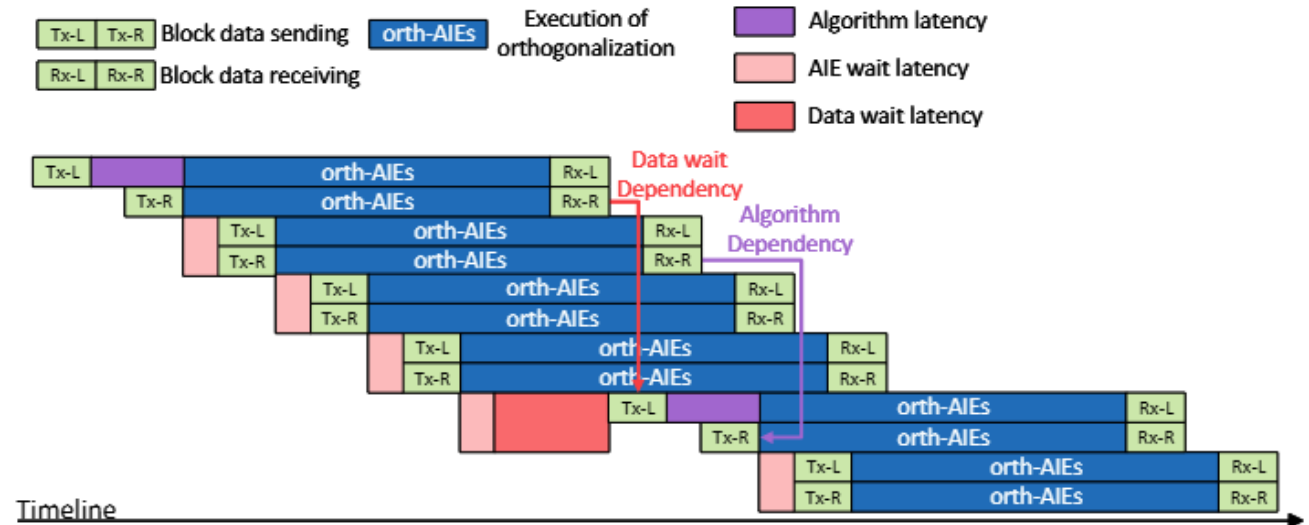 Tx-L Tx-R Block data sending orth-AIEs Execution of orthogonalization Algorithm latency
Rx-L Rx-R Block data receiving AIE wait latency
Data wait latency
Tx-L orth-AIEs Rx-L Data wait Dependency
Tx-R orth-AIEs Rx-R
Tx-L orth-AIEs Rx-L Algorithm Dependency
Tx-R orth-AIEs Rx-R
Tx-L orth-AIEs Rx-L
Tx-R orth-AIEs Rx-R
Tx-L orth-AIEs Rx-L
Tx-R orth-AIEs Rx-R
Tx-L orth-AIEs Rx-L
Tx-R orth-AIEs Rx-R
Tx-L orth-AIEs Rx-L
Tx-R orth-AIEs Rx-R
Timeline